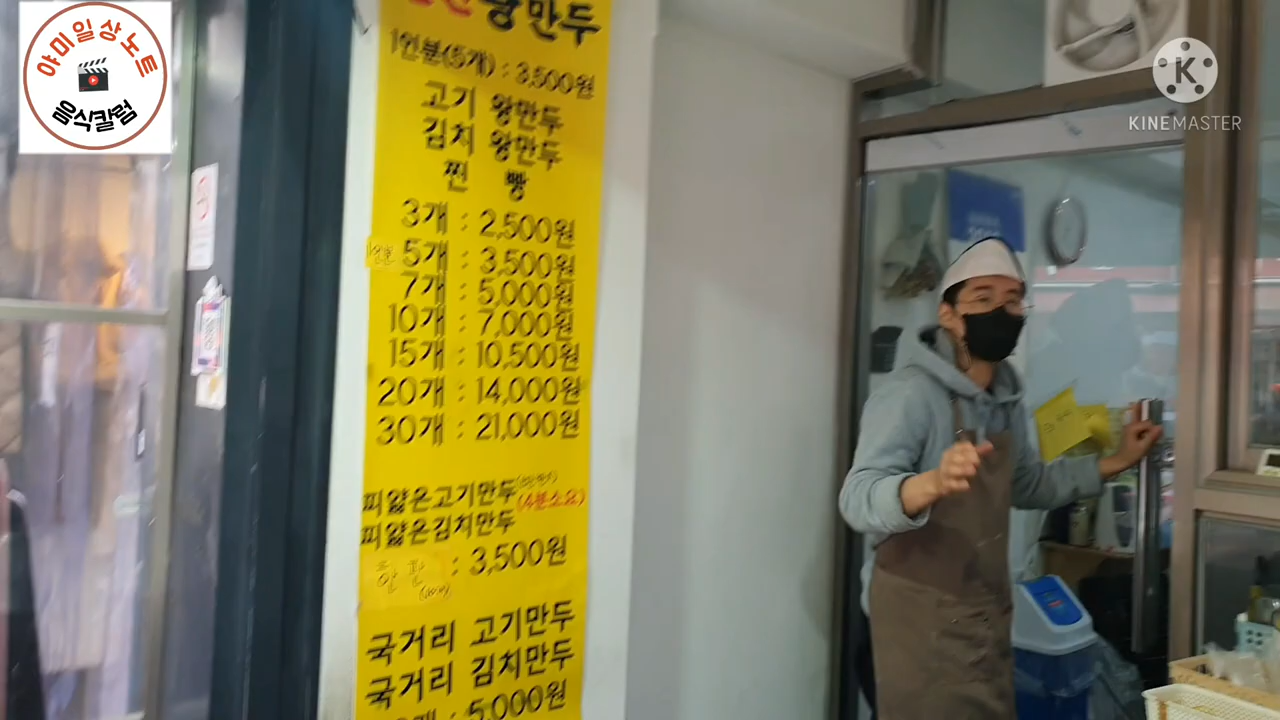 야미일상노트
음식칼럼
KINEMASTER
왕만두
1인분(5개) : 3,500원
고기 왕만두
김치 왕만두
찐 빵
3개 : 2,500원
1인분 5개 : 3,500원
7개 : 5,000원
10개 : 7,000원
15개 : 10,500원
20개 : 14,000원
30개 : 21,000원
피얇은고기만두 (4분소요)
피얇은김치만두
: 3,500원
국거리 고기만두
국거리 김치만두
5,000원